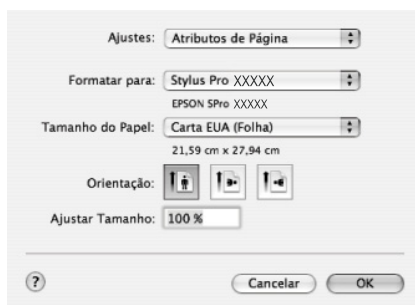 Ajustes: Atributos de Página
Formatar para: Stylus Pro XXXXX
EPSON SPro XXXXX
Tamanho do Papel: Carta EUA (Folha)
21,59 cm x 27,94 cm
Orientação:
Ajustar Tamanho: 100 %
? Cancelar OK